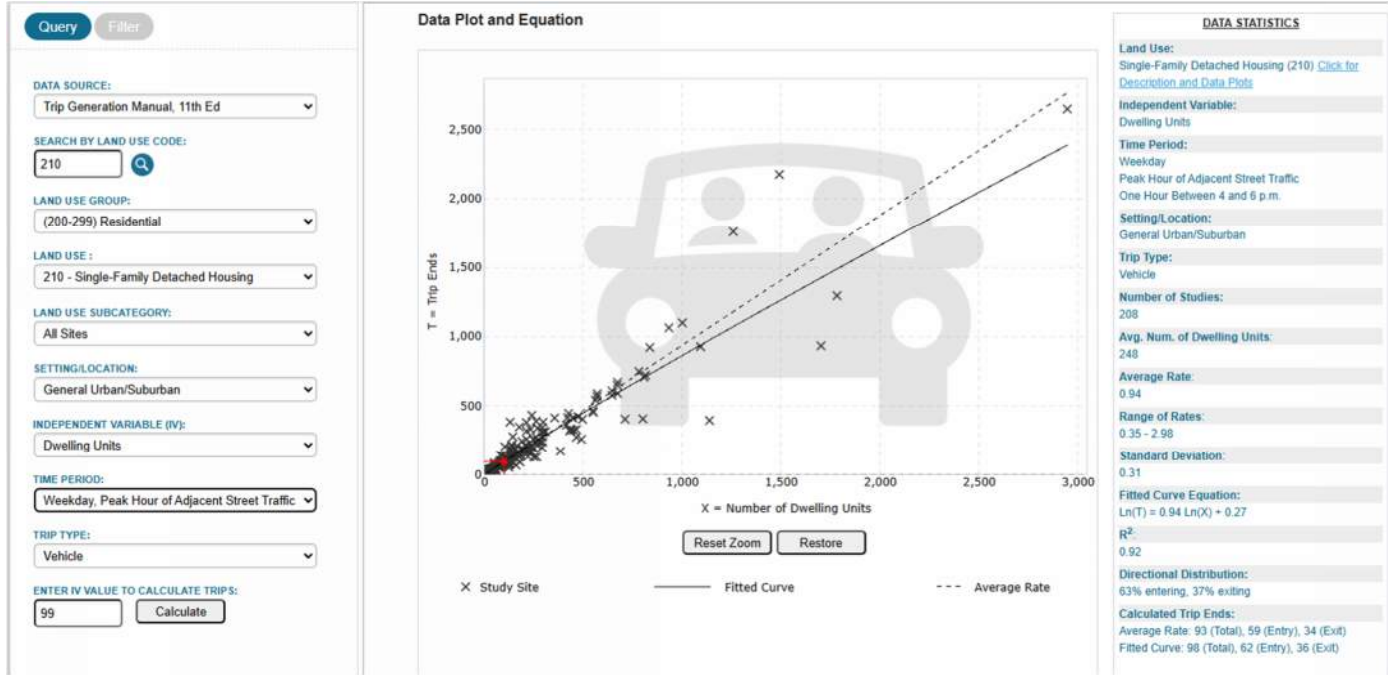 Query
Filter
DATA SOURCE:
Trip Generation Manual, 11th Ed
SEARCH BY LAND USE CODE:
210
LAND USE GROUP:
(200-299) Residential
LAND USE :
210 - Single-Family Detached Housing
LAND USE SUBCATEGORY:
All Sites
SETTING/LOCATION:
General Urban/Suburban
INDEPENDENT VARIABLE (IV):
Dwelling Units
TIME PERIOD:
Weekday, Peak Hour of Adjacent Street Traffic
TRIP TYPE:
Vehicle
ENTER IV VALUE TO CALCULATE TRIPS:
99
Calculate
Data Plot and Equation
T = Trip Ends
2,500
2,000
1,500
1,000
500
0
0 500 1,000 1,500 2,000 2,500 3,000
X = Number of Dwelling Units
Reset Zoom
Restore
Study Site
Fitted Curve
Average Rate
DATA STATISTICS
Land Use:
Single-Family Detached Housing (210) Click for
Description and Data Plots
Independent Variable:
Dwelling Units
Time Period:
Weekday
Peak Hour of Adjacent Street Traffic
One Hour Between 4 and 6 p.m.
Setting/Location:
General Urban/Suburban
Trip Type:
Vehicle
Number of Studies:
208
Avg. Num. of Dwelling Units:
248
Average Rate:
0.94
Range of Rates:
0.35 - 2.98
Standard Deviation:
0.31
Fitted Curve Equation:
Ln(T) = 0.94 Ln(X) + 0.27
R²:
0.92
Directional Distribution:
63% entering, 37% exiting
Calculated Trip Ends:
Average Rate: 93 (Total), 59 (Entry), 34 (Exit)
Fitted Curve: 98 (Total), 62 (Entry), 36 (Exit)